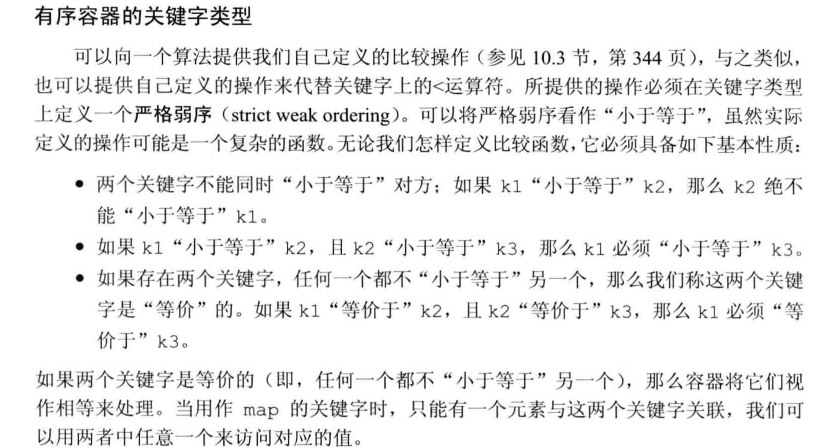 有序容器的关键字类型
可以向一个算法提供我们自己定义的比较操作（参见 10.3 节，第 344 页），与之类似，
也可以提供自己定义的操作来代替关键字上的<运算符。所提供的操作必须在关键字类型
上定义一个严格弱序（strict weak ordering）。可以将严格弱序看作“小于等于”，虽然实际
定义的操作可能是一个复杂的函数。无论我们怎样定义比较函数，它必须具备如下基本性质：
● 两个关键字不能同时“小于等于”对方；如果 k1“小于等于”k2，那么 k2 绝不
能“小于等于”k1。
● 如果 k1“小于等于”k2，且 k2“小于等于”k3，那么 k1 必须“小于等于”k3。
● 如果存在两个关键字，任何一个都不“小于等于”另一个，那么我们称这两个关键
字是“等价”的。如果 k1“等价于”k2，且 k2“等价于”k3，那么 k1 必须“等
价于”k3。
如果两个关键字是等价的（即，任何一个都不“小于等于”另一个），那么容器将它们视
作相等来处理。当用作 map 的关键字时，只能有一个元素与这两个关键字关联，我们可
以用两者中任意一个来访问对应的值。